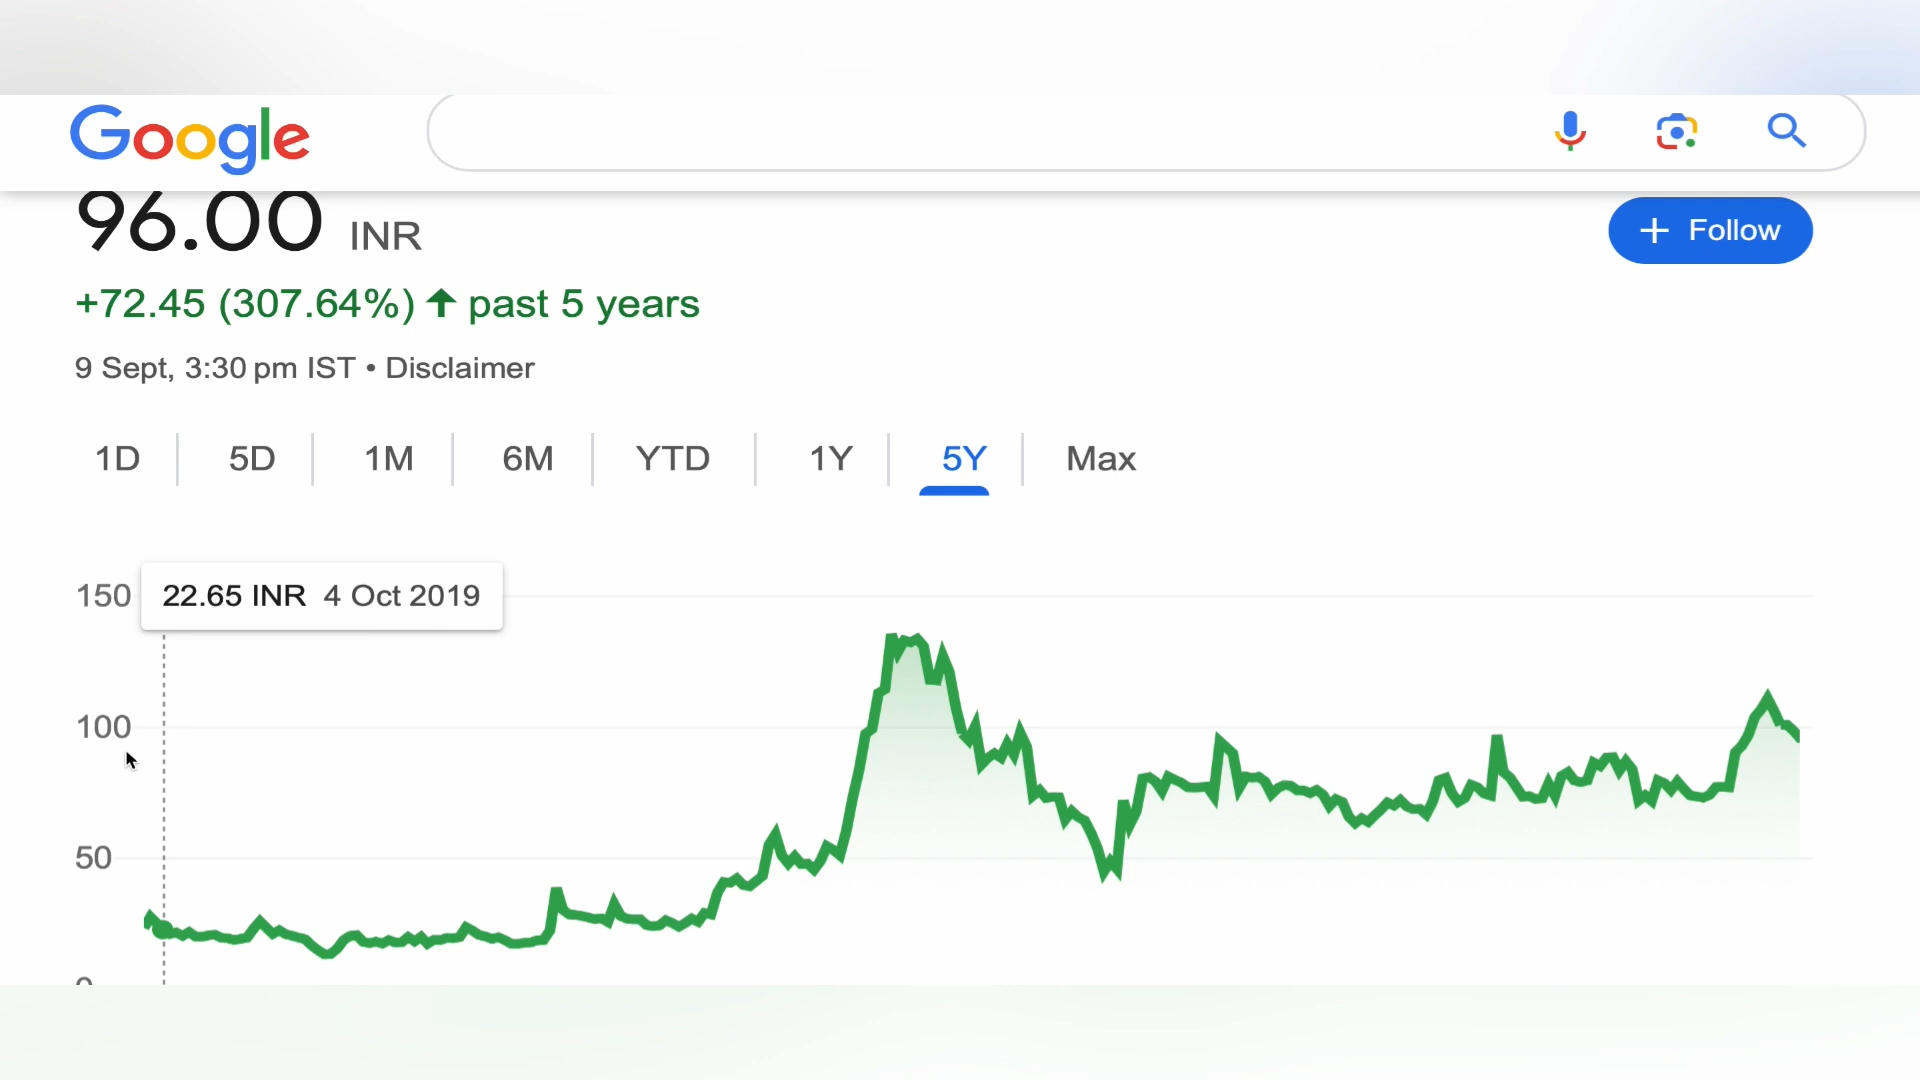 Google
96.00 INR
+ Follow
+72.45 (307.64%) ↑ past 5 years
9 Sept, 3:30 pm IST • Disclaimer
1D 5D 1M 6M YTD 1Y 5Y Max
150
22.65 INR 4 Oct 2019
100
50
0